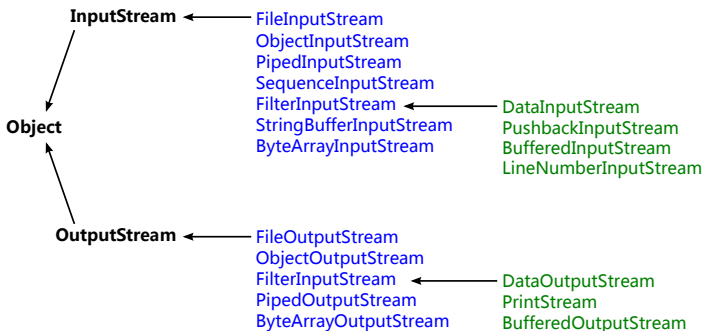 InputStream
FileInputStream
ObjectInputStream
PipedInputStream
SequenceInputStream
FilterInputStream
StringBufferInputStream
ByteArrayInputStream
DataInputStream
PushbackInputStream
BufferedInputStream
LineNumberInputStream
Object
OutputStream
FileOutputStream
ObjectOutputStream
FilterInputStream
PipedOutputStream
ByteArrayOutputStream
DataOutputStream
PrintStream
BufferedOutputStream